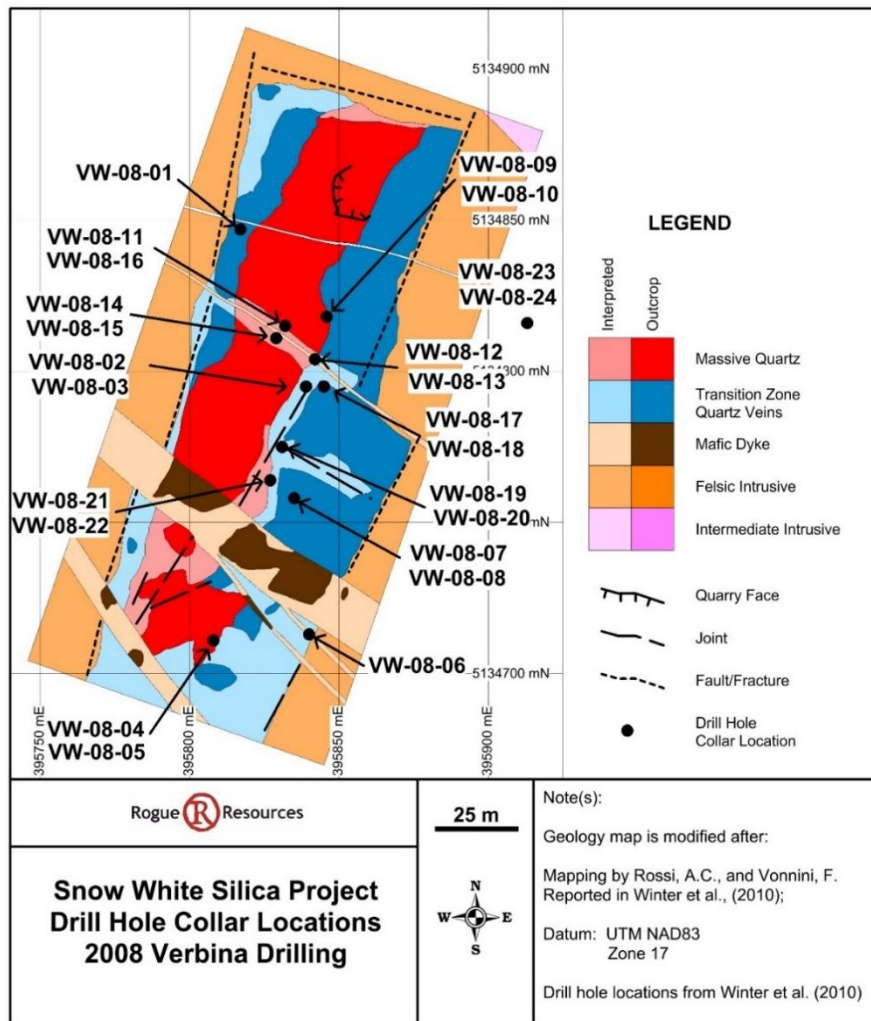 5134900 mN
VW-08-01
VW-08-09
VW-08-10
5134850 mN
VW-08-11
VW-08-16
VW-08-23
VW-08-24
VW-08-14
VW-08-15
VW-08-02
VW-08-03
VW-08-12
mN
VW-08-13
VW-08-17
VW-08-18
VW-08-21
VW-08-22
VW-08-19
VW-08-20
mN
VW-08-07
VW-08-08
VW-08-06
5134700 mN
VW-08-04
VW-08-05
395750 mE
395800 mE
395850 mE
395900 mE
LEGEND
Interpreted
Outcrop
Massive Quartz
Transition Zone
Quartz Veins
Mafic Dyke
Felsic Intrusive
Intermediate Intrusive
Quarry Face
Joint
Fault/Fracture
Drill Hole
Collar Location
Rogue R Resources
Snow White Silica Project
Drill Hole Collar Locations
2008 Verbina Drilling
25 m
N
W E
S
Note(s):
Geology map is modified after:
Mapping by Rossi, A.C., and Vonnini, F.
Reported in Winter et al., (2010);
Datum: UTM NAD83
Zone 17
Drill hole locations from Winter et al. (2010)